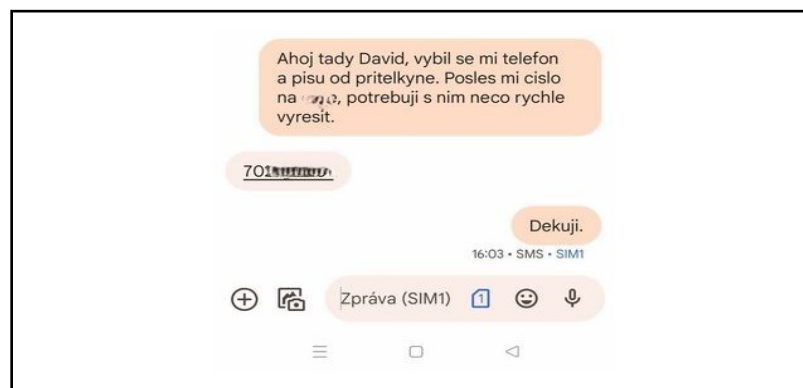 Ahoj tady David, vybil se mi telefon
a pisu od pritelkyne. Posles mi cislo
na , potrebuji s nim neco rychle
vyresit.
701
Dekuji.
16:03 • SMS • SIM1
Zpráva (SIM1) 1